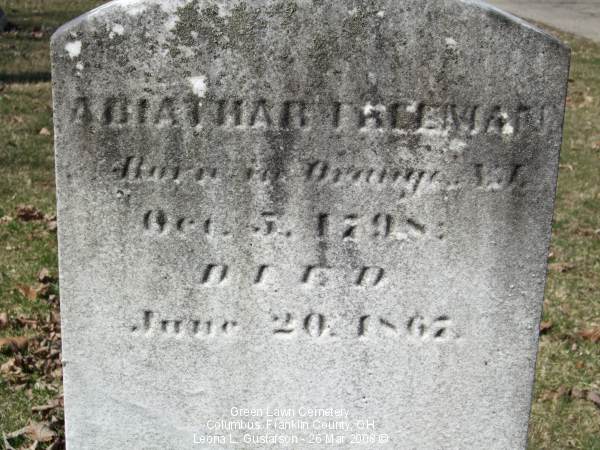 ABIATHAR FREEMAN
Born in Orange, N.J.
Oct. 5. 1798:
DIED
June 20. 1867.
Green Lawn Cemetery
Columbus, Franklin County, OH
Leona L. Gustafson - 26 Mar 2008 ©